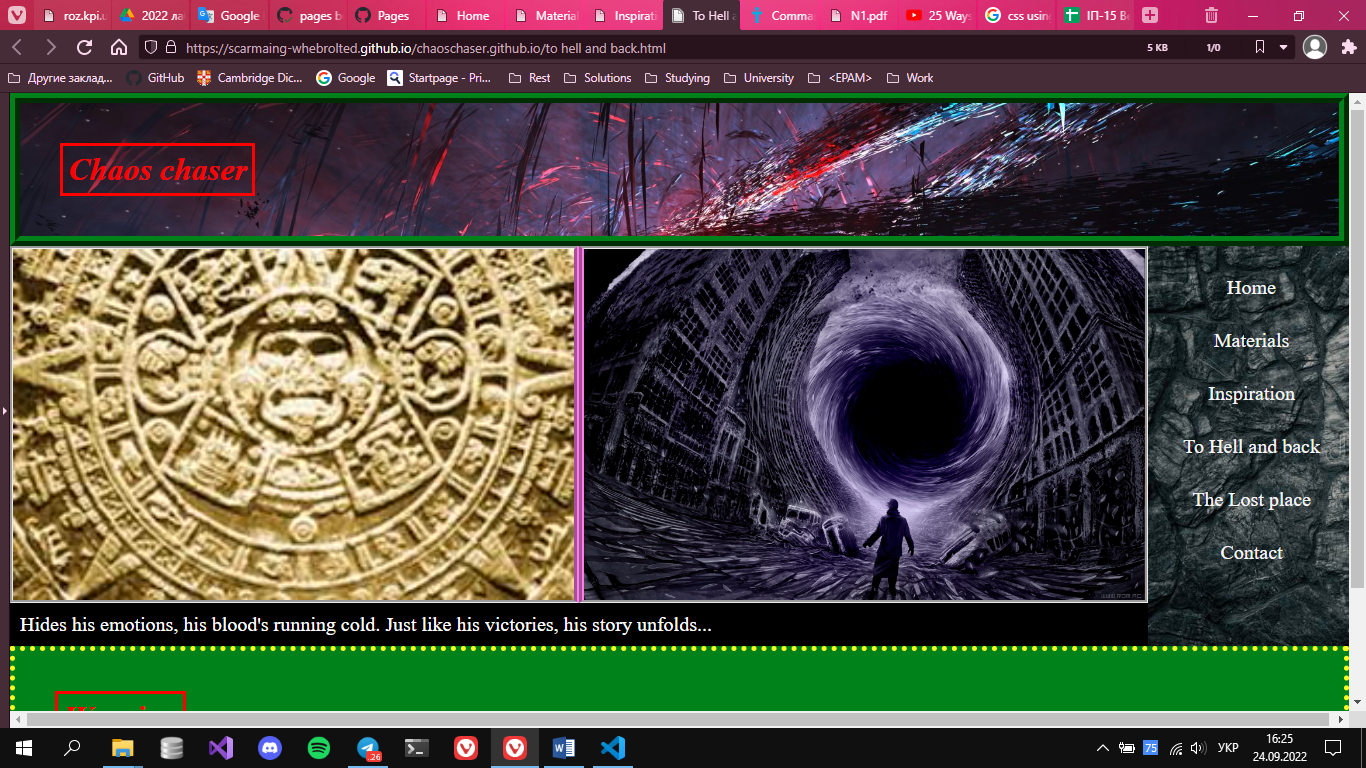 roz.kpi.u
2022 ла
Google
pages b
Pages
Home
Material
Inspirati
To Hell a
Comma
N1.pdf
25 Ways
css using
ІП-15 Ве
https://scarmaing-whebrolted.github.io/chaoschaser.github.io/to hell and back.html
5 KB
1/0
Другие заклад...
GitHub
Cambridge Dic...
Google
Startpage - Pri...
Rest
Solutions
Studying
University
<EPAM>
Work
Chaos chaser
Home
Materials
Inspiration
To Hell and back
The Lost place
Contact
Hides his emotions, his blood's running cold. Just like his victories, his story unfolds...
26
75
УКР
16:25
24.09.2022